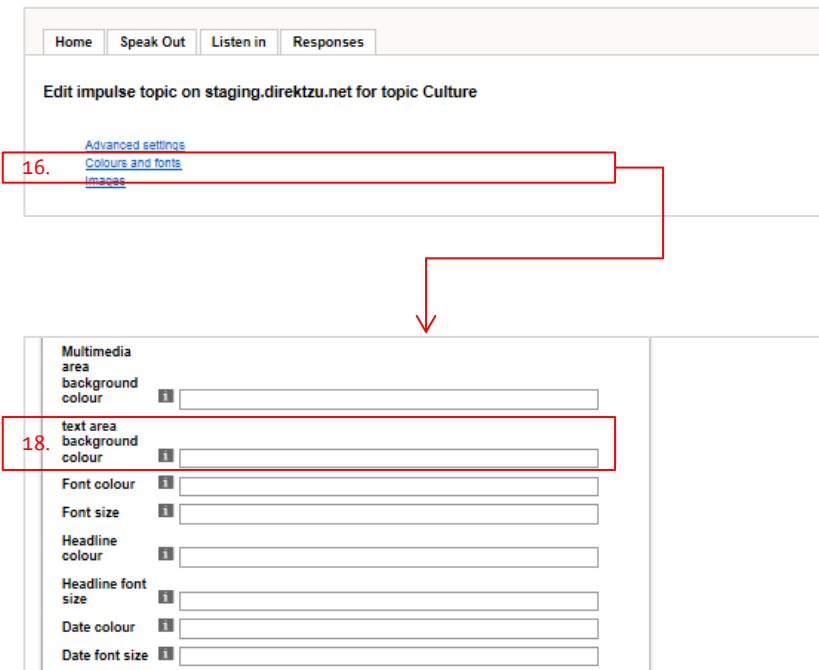 Home Speak Out Listen in Responses
Edit impulse topic on staging.direktzu.net for topic Culture
Advanced settings
16. Colours and fonts
Images
Multimedia
area
background
colour i
text area
18. background
colour i
Font colour i
Font size i
Headline
colour i
Headline font
size i
Date colour i
Date font size i